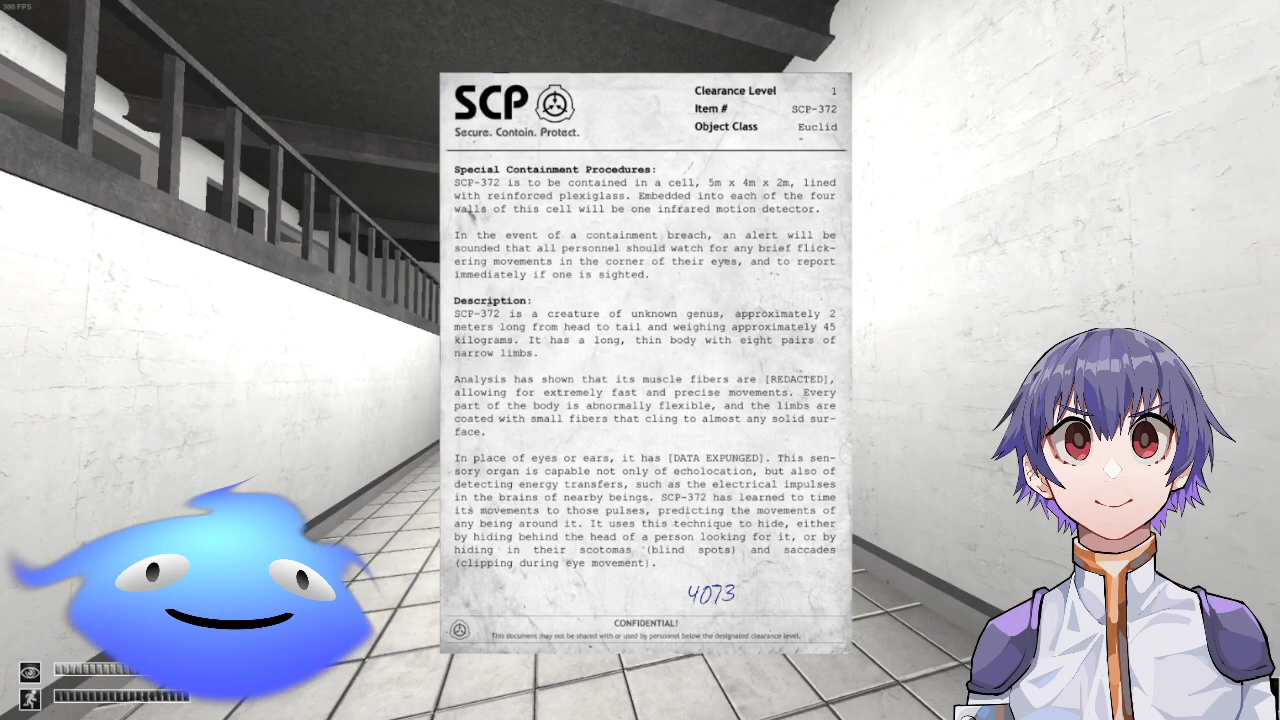 300 FPS
SCP
Secure. Contain. Protect.
Clearance Level 1
Item # SCP-372
Object Class Euclid
Special Containment Procedures:
SCP-372 is to be contained in a cell, 5m x 4m x 2m, lined
with reinforced plexiglass. Embedded into each of the four
walls of this cell will be one infrared motion detector.
In the event of a containment breach, an alert will be
sounded that all personnel should watch for any brief flick-
ering movements in the corner of their eyes, and to report
immediately if one is sighted.
Description:
SCP-372 is a creature of unknown genus, approximately 2
meters long from head to tail and weighing approximately 45
kilograms. It has a long, thin body with eight pairs of
narrow limbs.
Analysis has shown that its muscle fibers are [REDACTED],
allowing for extremely fast and precise movements. Every
part of the body is abnormally flexible, and the limbs are
coated with small fibers that cling to almost any solid sur-
face.
In place of eyes or ears, it has [DATA EXPUNGED]. This sen-
sory organ is capable not only of echolocation, but also of
detecting energy transfers, such as the electrical impulses
in the brains of nearby beings. SCP-372 has learned to time
its movements to those pulses, predicting the movements of
any being around it. It uses this technique to hide, either
by hiding behind the head of a person looking for it, or by
hiding in their scotomas (blind spots) and saccades
(clipping during eye movement).
4073
CONFIDENTIAL!
This document may not be shared with or used by personnel below the designated clearance level.